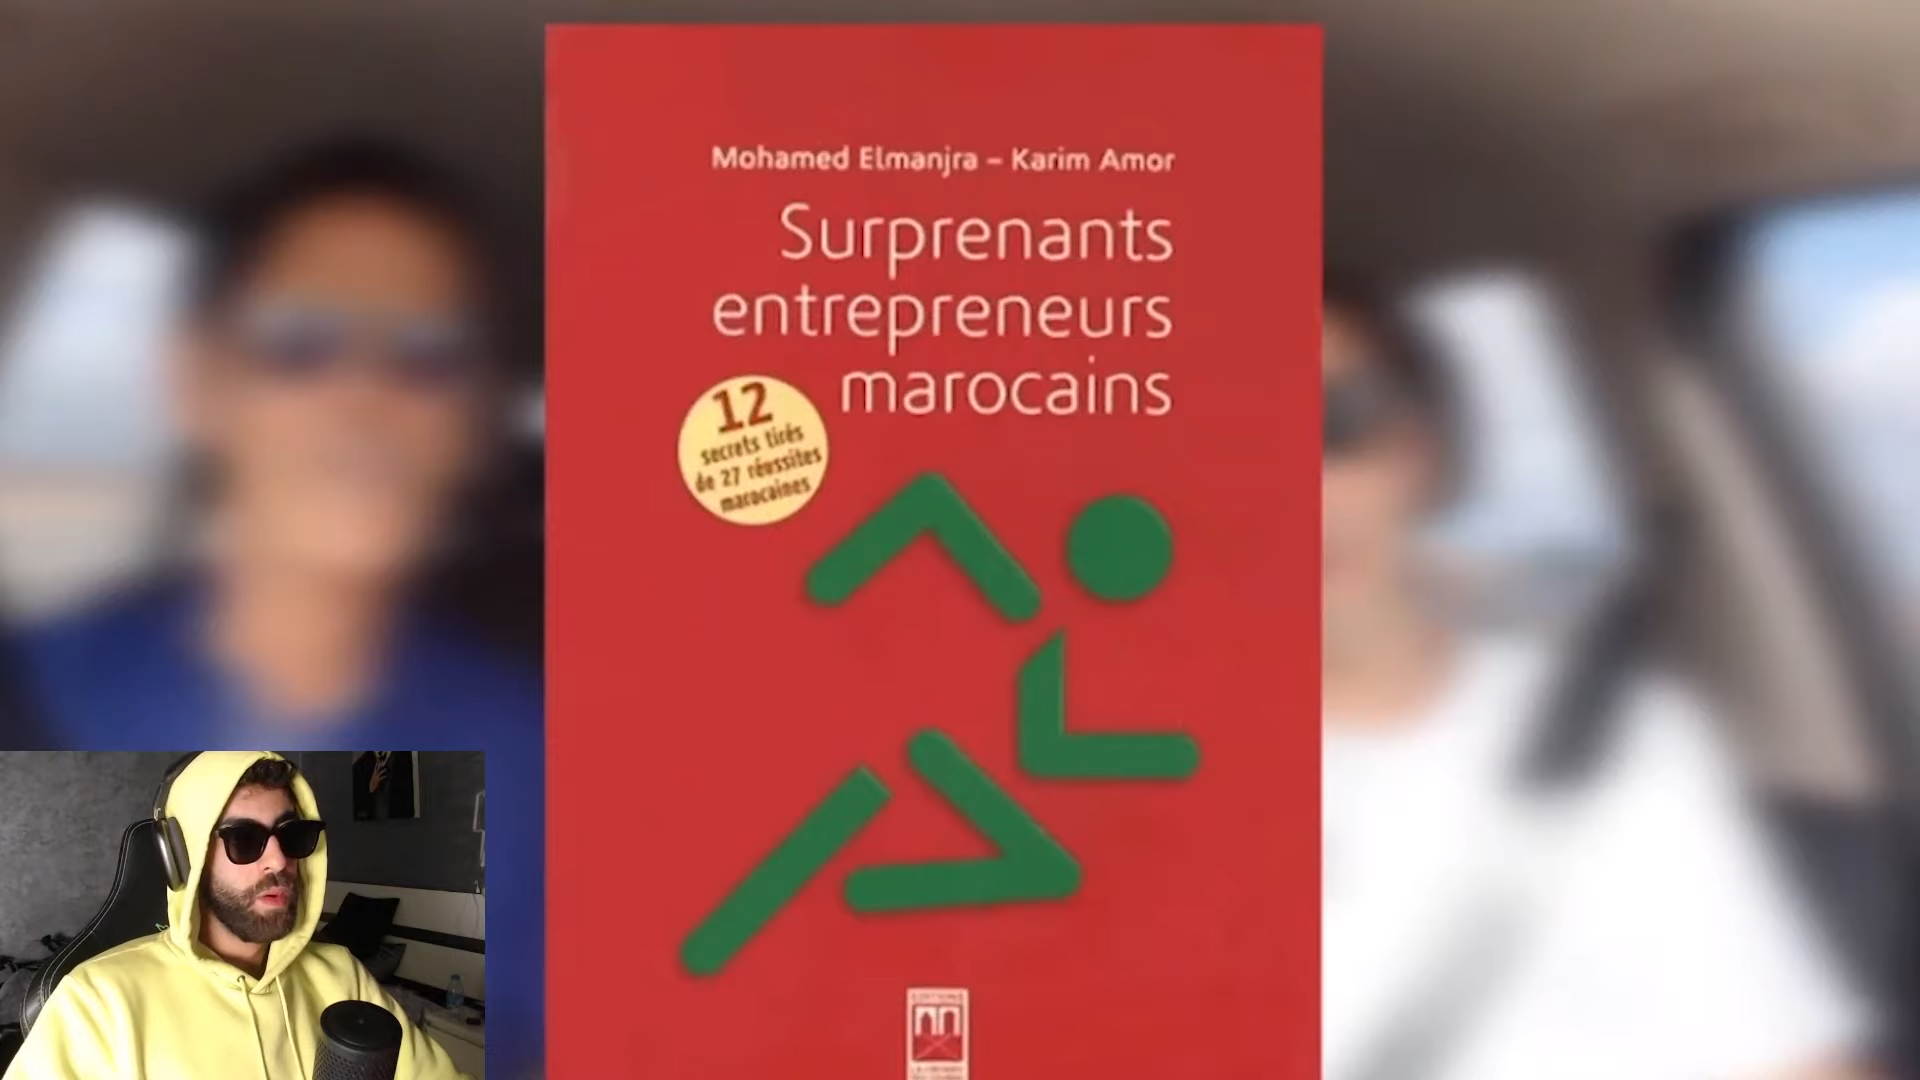 Mohamed Elmanjra – Karim Amor
Surprenants
entrepreneurs
marocains
12
secrets tirés
de 27 réussites
marocaines